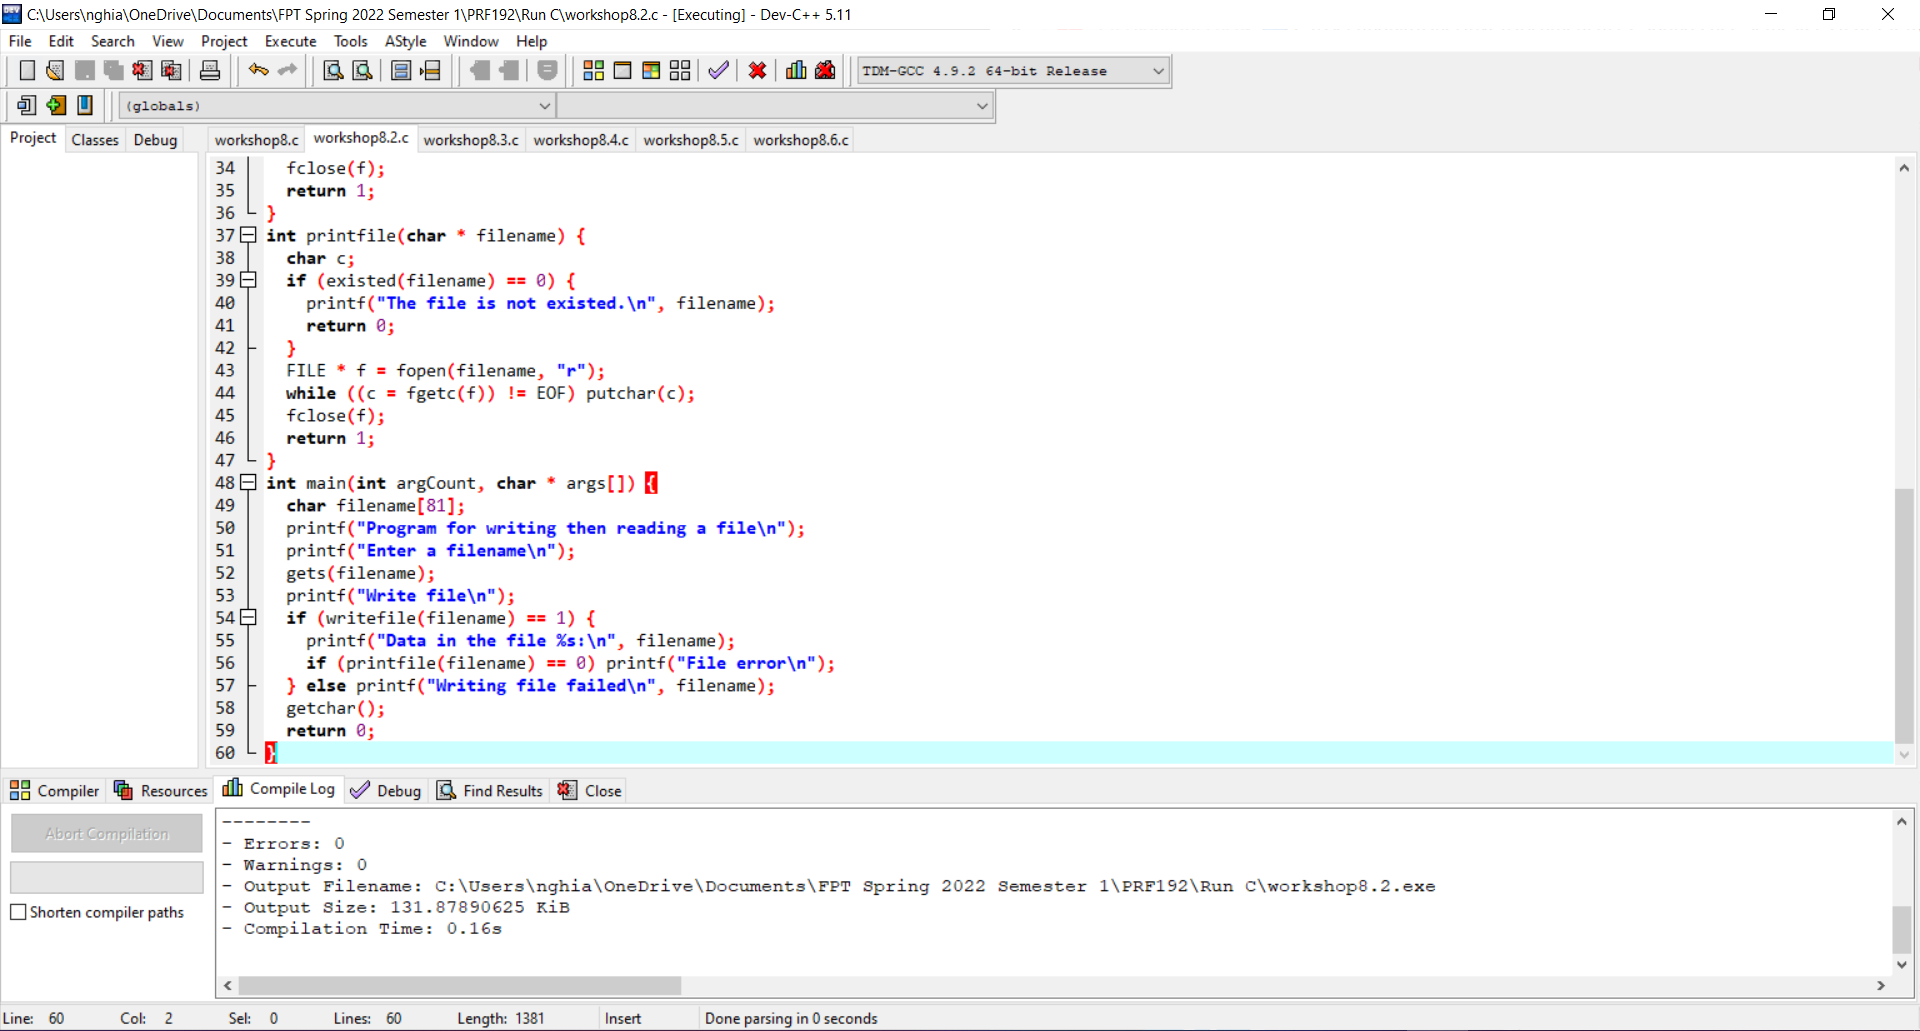 C:\Users\nghia\OneDrive\Documents\FPT Spring 2022 Semester 1\PRF192\Run C\workshop8.2.c - [Executing] - Dev-C++ 5.11
File Edit Search View Project Execute Tools AStyle Window Help
TDM-GCC 4.9.2 64-bit Release
(globals)
Project Classes Debug workshop8.c workshop8.2.c workshop8.3.c workshop8.4.c workshop8.5.c workshop8.6.c
34 fclose(f);
35 return 1;
36 }
37 int printfile(char * filename) {
38 char c;
39 if (existed(filename) == 0) {
40 printf("The file is not existed.\n", filename);
41 return 0;
42 }
43 FILE * f = fopen(filename, "r");
44 while ((c = fgetc(f)) != EOF) putchar(c);
45 fclose(f);
46 return 1;
47 }
48 int main(int argCount, char * args[]) {
49 char filename[81];
50 printf("Program for writing then reading a file\n");
51 printf("Enter a filename\n");
52 gets(filename);
53 printf("Write file\n");
54 if (writefile(filename) == 1) {
55 printf("Data in the file %s:\n", filename);
56 if (printfile(filename) == 0) printf("File error\n");
57 } else printf("Writing file failed\n", filename);
58 getchar();
59 return 0;
60 }
Compiler Resources Compile Log Debug Find Results Close
Abort Compilation
Shorten compiler paths
--------
- Errors: 0
- Warnings: 0
- Output Filename: C:\Users\nghia\OneDrive\Documents\FPT Spring 2022 Semester 1\PRF192\Run C\workshop8.2.exe
- Output Size: 131.87890625 KiB
- Compilation Time: 0.16s
Line: 60 Col: 2 Sel: 0 Lines: 60 Length: 1381 Insert Done parsing in 0 seconds